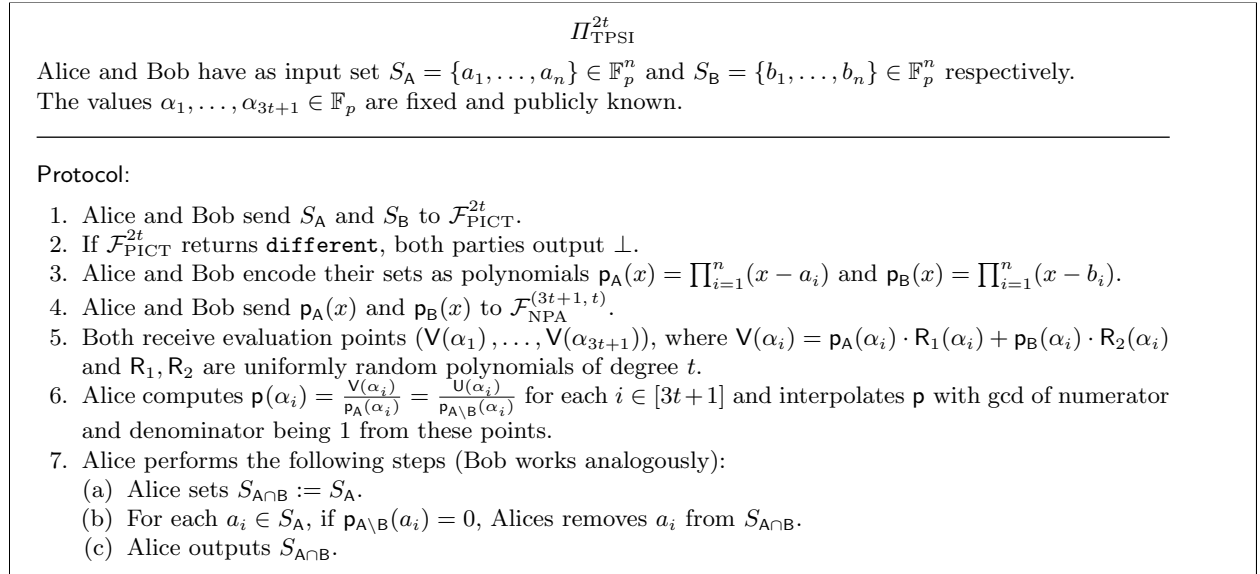 Π^{2t}_{TPSI}
Alice and Bob have as input set S_A = {a_1, . . . , a_n} ∈ 𝔽_p^n and S_B = {b_1, . . . , b_n} ∈ 𝔽_p^n respectively.
The values α_1, . . . , α_{3t+1} ∈ 𝔽_p are fixed and publicly known.
Protocol:
1. Alice and Bob send S_A and S_B to ℱ^{2t}_{PICT}.
2. If ℱ^{2t}_{PICT} returns different, both parties output ⊥.
3. Alice and Bob encode their sets as polynomials p_A(x) = ∏_{i=1}^n (x − a_i) and p_B(x) = ∏_{i=1}^n (x − b_i).
4. Alice and Bob send p_A(x) and p_B(x) to ℱ^{(3t+1, t)}_{NPA}.
5. Both receive evaluation points (V(α_1) , . . . , V(α_{3t+1})), where V(α_i) = p_A(α_i) · R_1(α_i) + p_B(α_i) · R_2(α_i)
and R_1, R_2 are uniformly random polynomials of degree t.
6. Alice computes p(α_i) = \frac{V(α_i)}{p_A(α_i)} = \frac{U(α_i)}{p_{A\B}(α_i)} for each i ∈ [3t+1] and interpolates p with gcd of numerator
and denominator being 1 from these points.
7. Alice performs the following steps (Bob works analogously):
(a) Alice sets S_{A∩B} := S_A.
(b) For each a_i ∈ S_A, if p_{A\B}(a_i) = 0, Alices removes a_i from S_{A∩B}.
(c) Alice outputs S_{A∩B}.